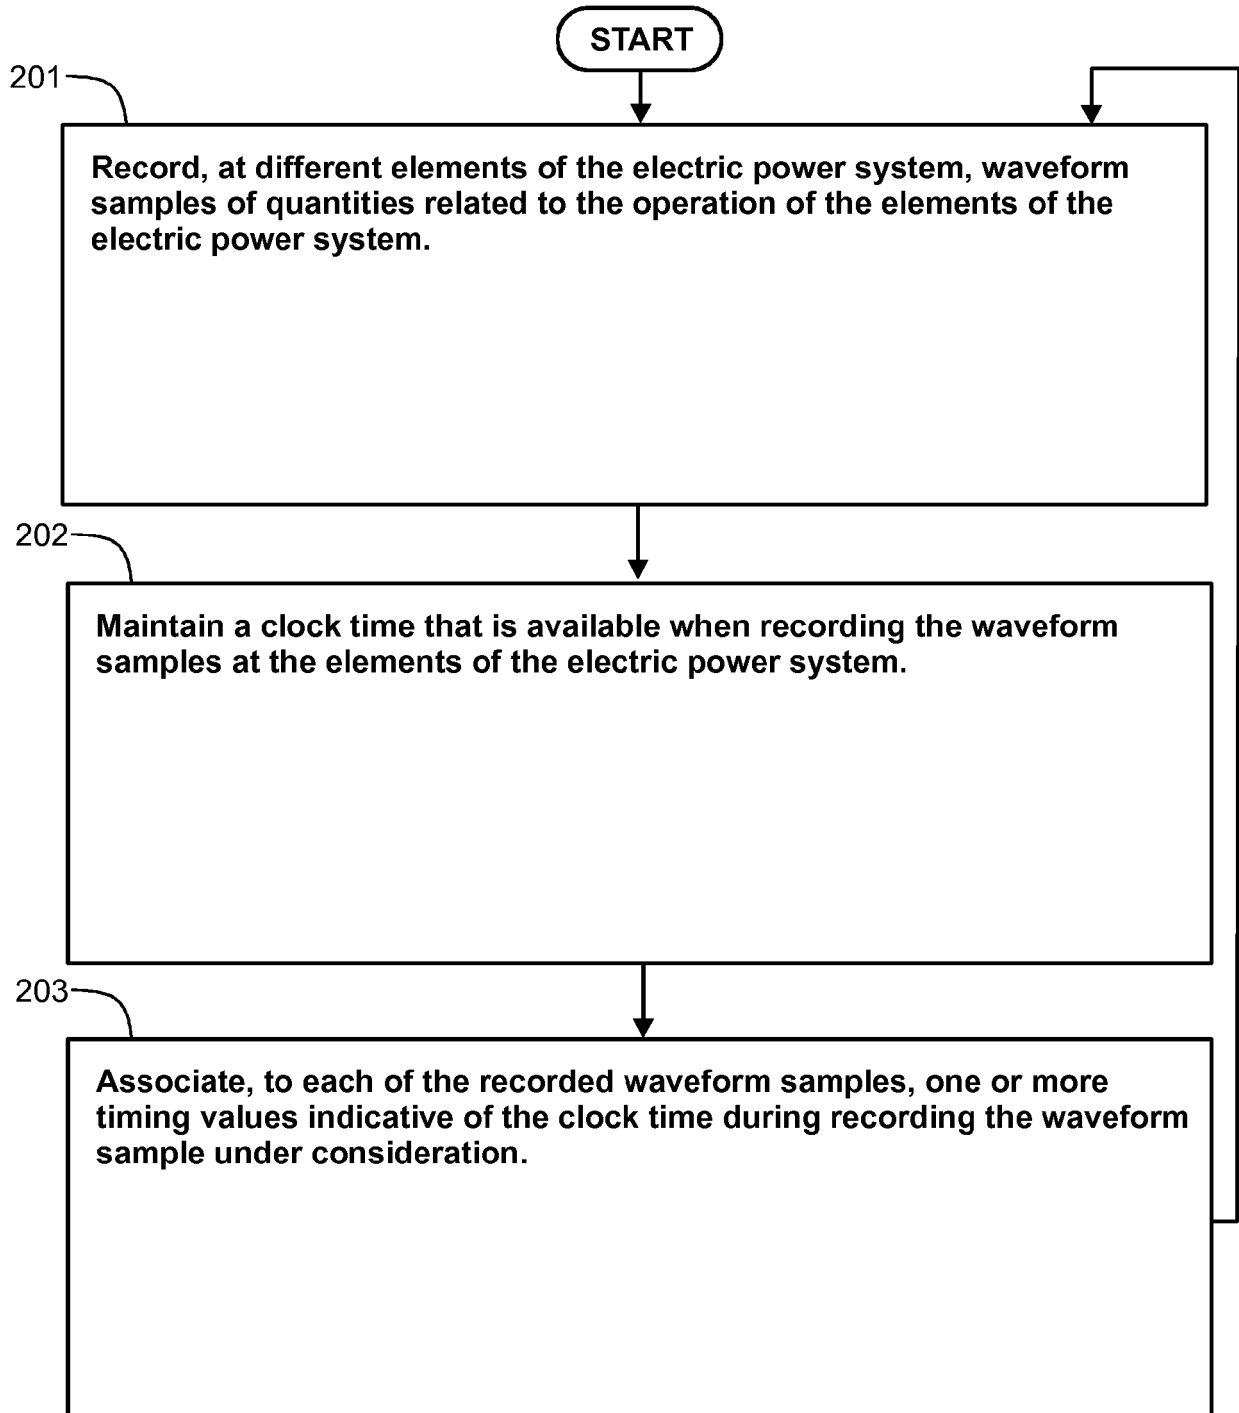 START
201
Record, at different elements of the electric power system, waveform
samples of quantities related to the operation of the elements of the
electric power system.
202
Maintain a clock time that is available when recording the waveform
samples at the elements of the electric power system.
203
Associate, to each of the recorded waveform samples, one or more
timing values indicative of the clock time during recording the waveform
sample under consideration.